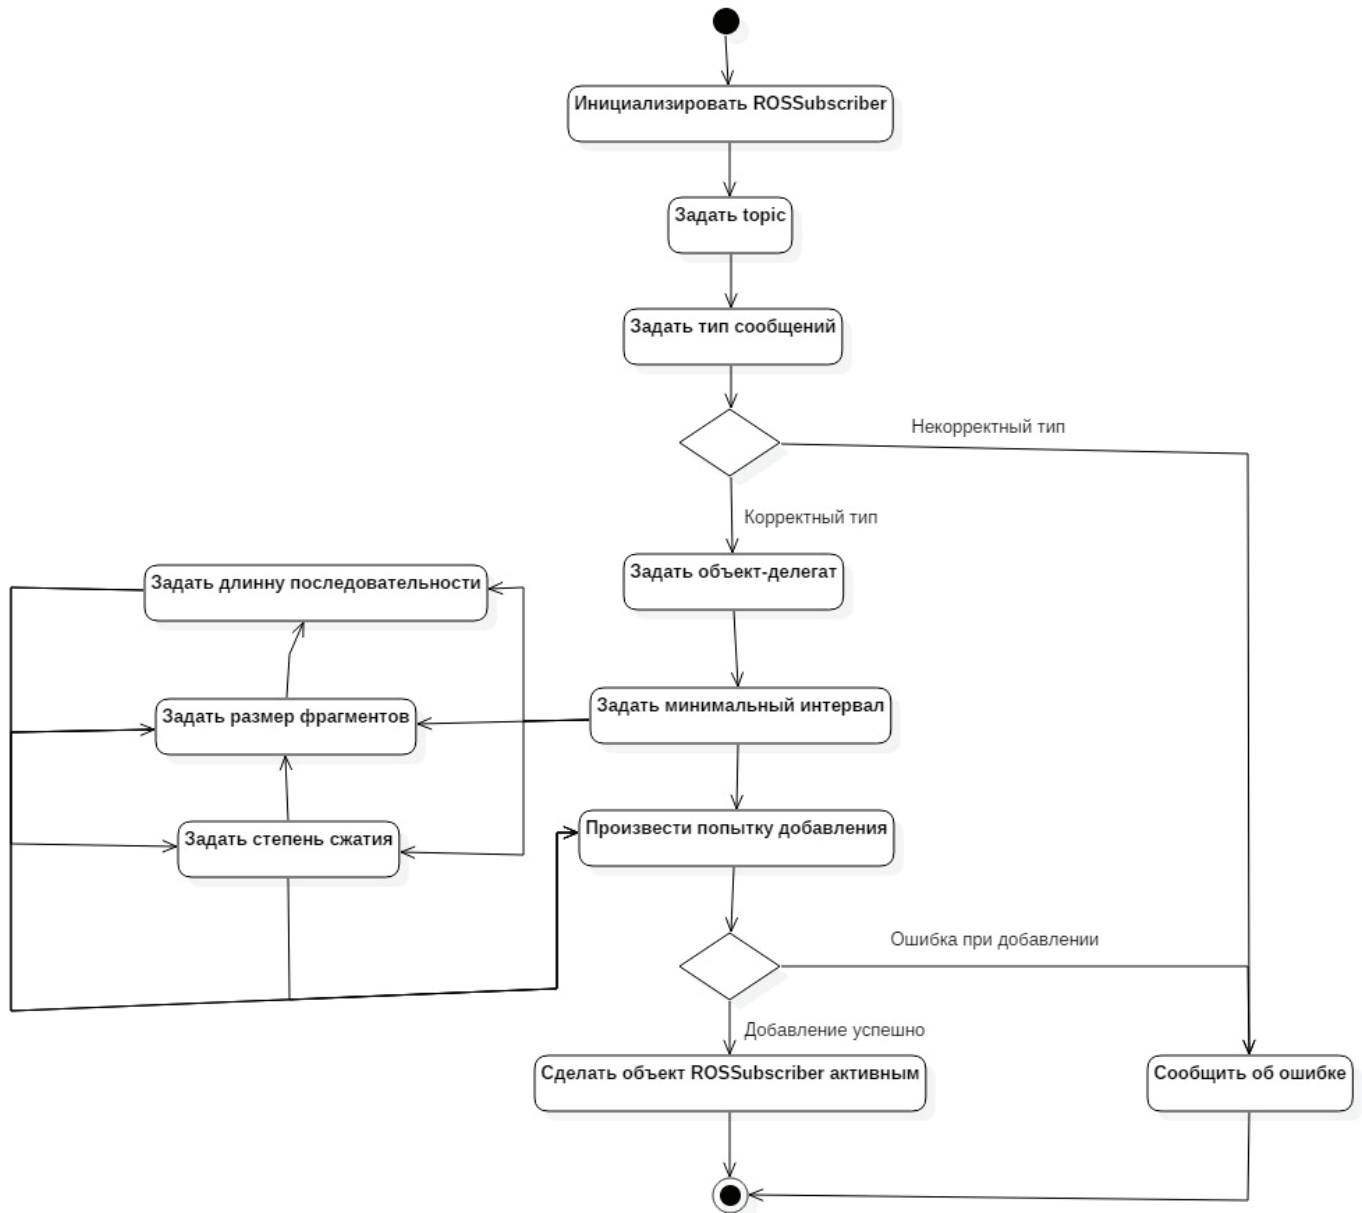 Инициализировать ROSSubscriber
Задать topic
Задать тип сообщений
Некорректный тип
Корректный тип
Задать объект-делегат
Задать длинну последовательности
Задать минимальный интервал
Задать размер фрагментов
Произвести попытку добавления
Задать степень сжатия
Ошибка при добавлении
Добавление успешно
Сделать объект ROSSubscriber активным
Сообщить об ошибке